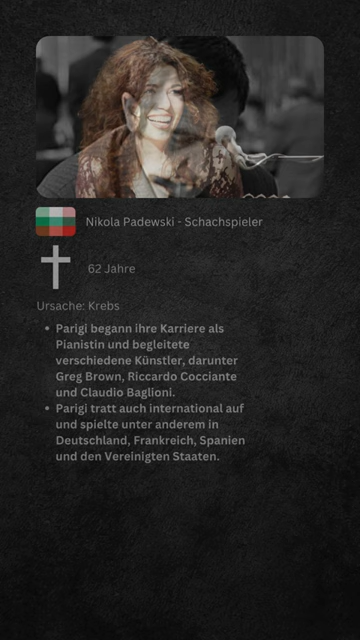 Nikola Padewski - Schachspieler
62 Jahre
Ursache: Krebs
• Parigi begann ihre Karriere als
Pianistin und begleitete
verschiedene Künstler, darunter
Greg Brown, Riccardo Cocciante
und Claudio Baglioni.
• Parigi tratt auch international auf
und spielte unter anderem in
Deutschland, Frankreich, Spanien
und den Vereinigten Staaten.